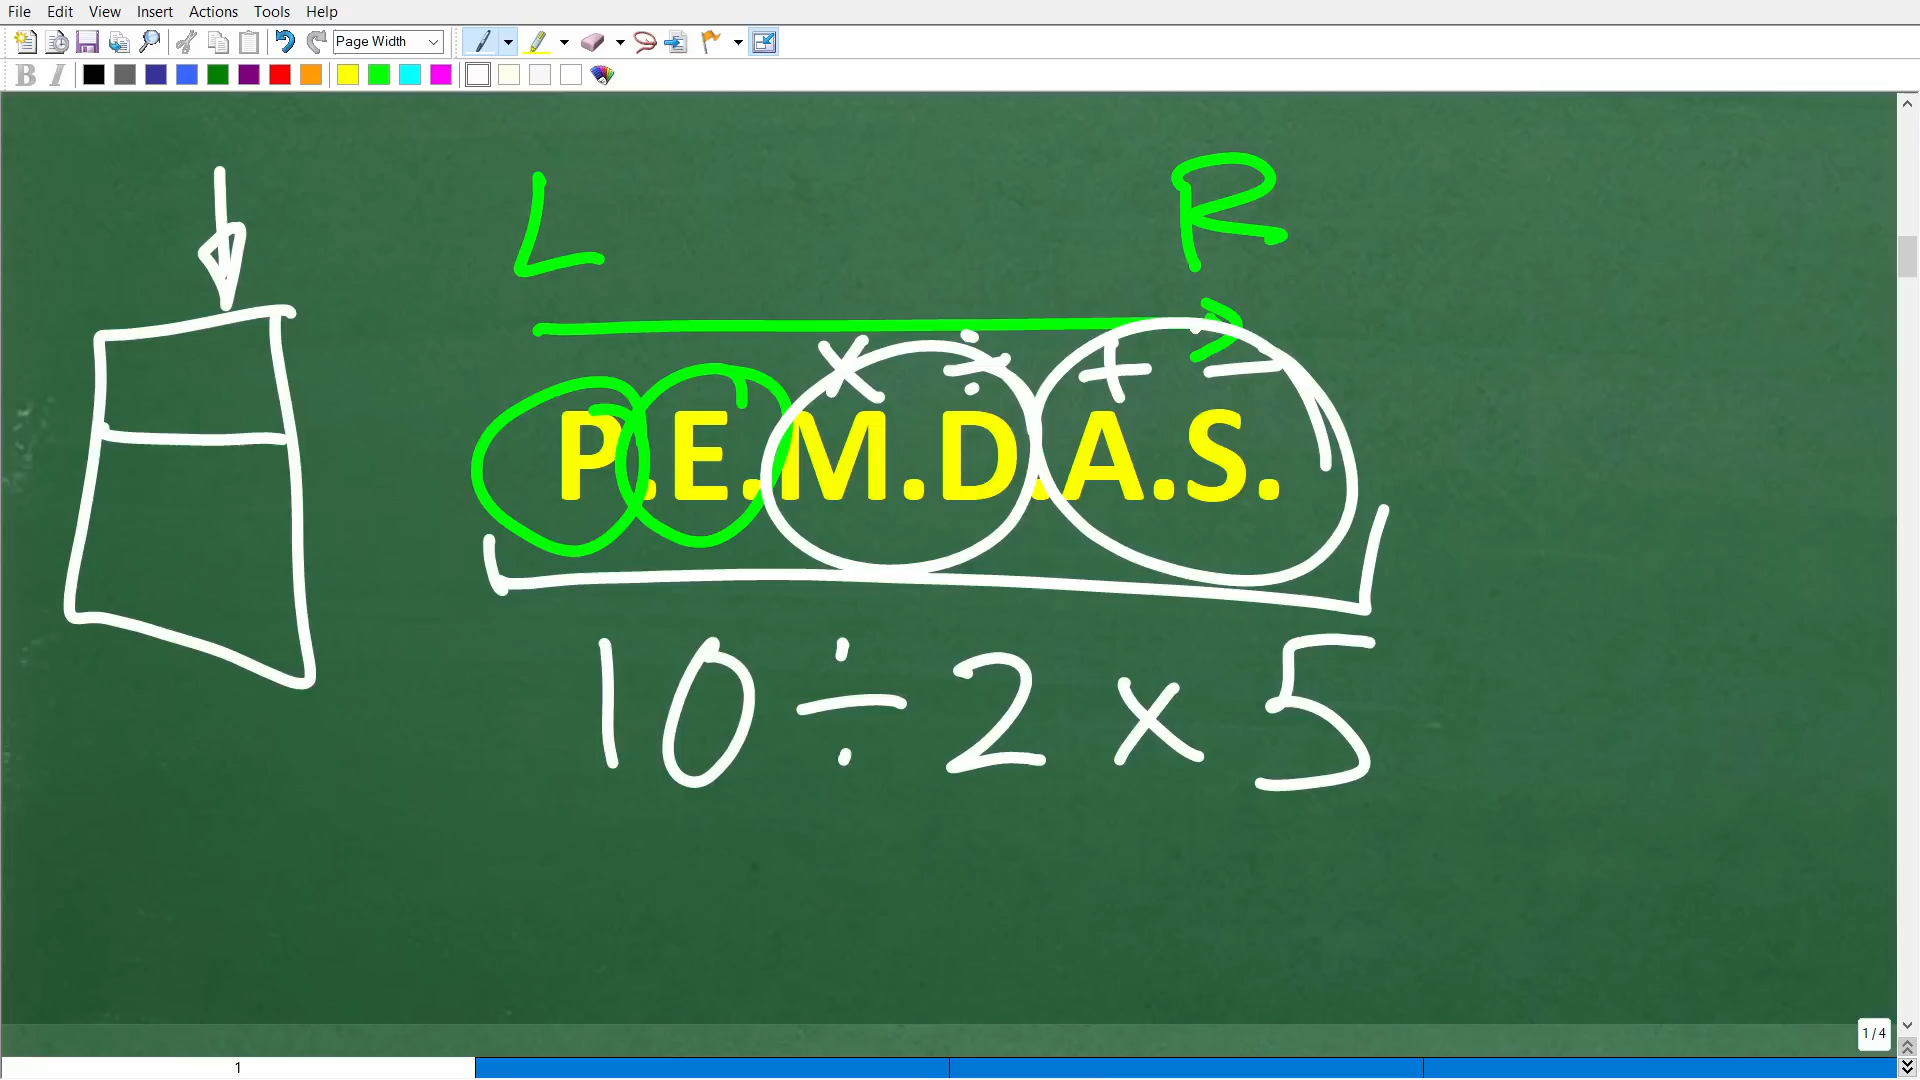 File Edit View Insert Actions Tools Help
Page Width
B I
L R
× ÷ + −
P.E.M.D.A.S.
10 ÷ 2 × 5
1 / 4
1